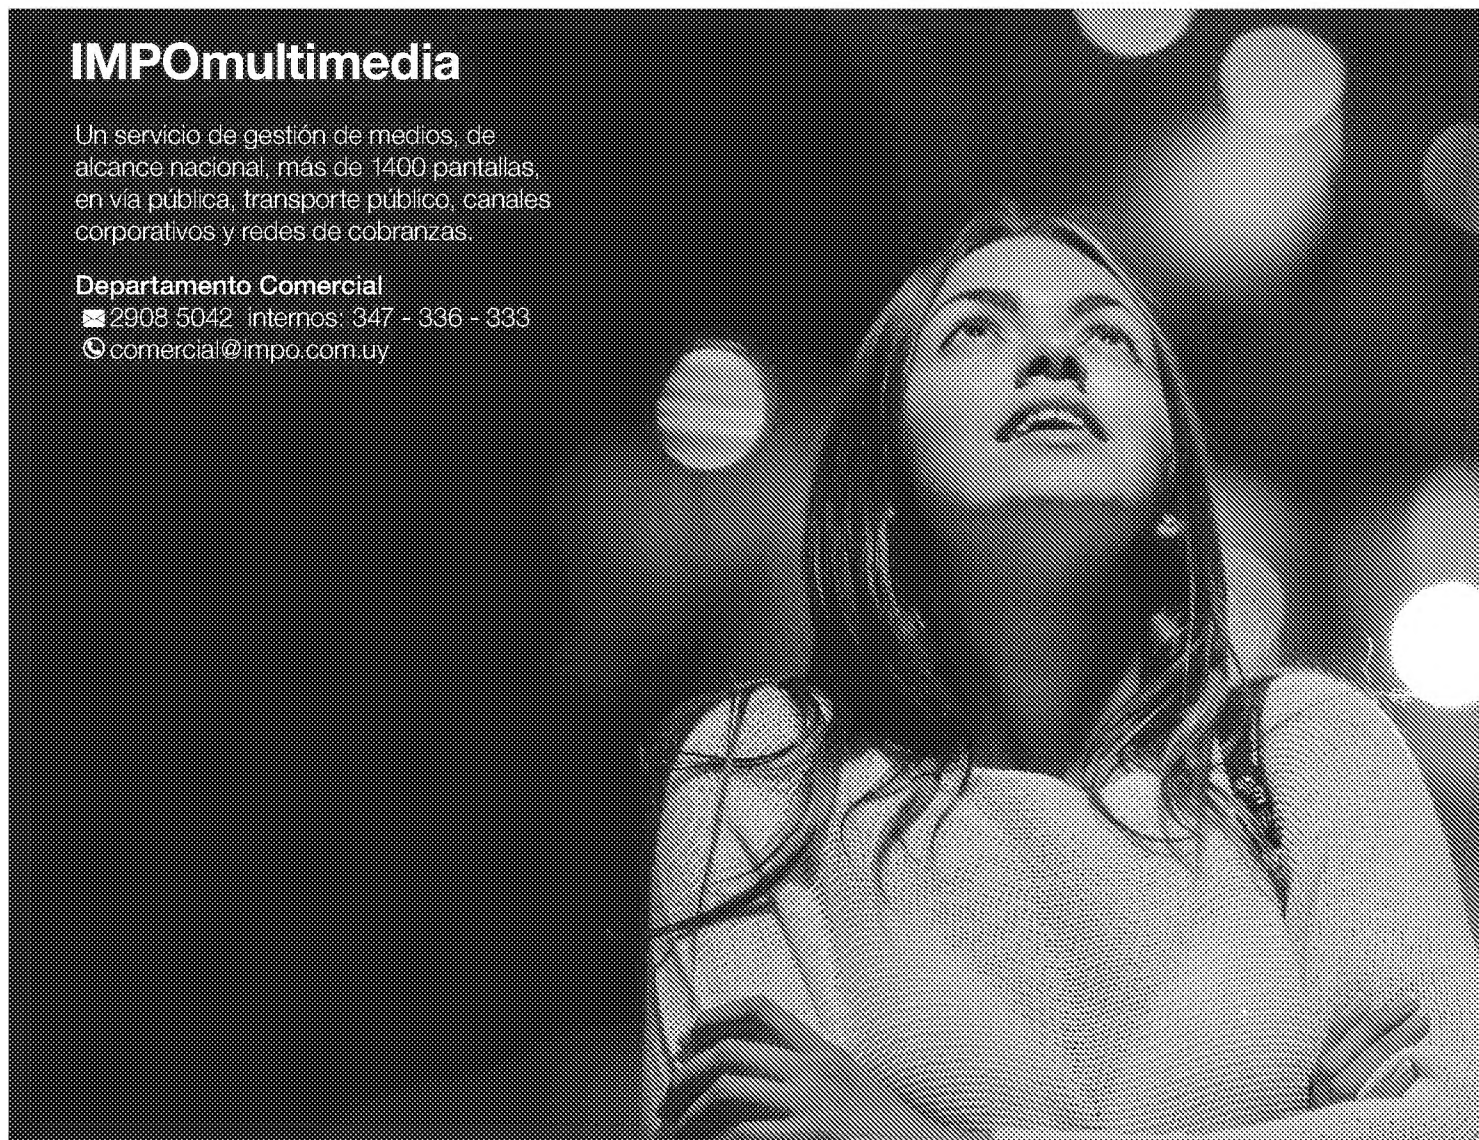 IMPOmultimedia
Un servicio de gestión de medios, de
alcance nacional, más de 1400 pantallas,
en vía pública, transporte público, canales
corporativos y redes de cobranzas.
Departamento Comercial
2908 5042 internos: 347 - 336 - 333
comercial@impo.com.uy